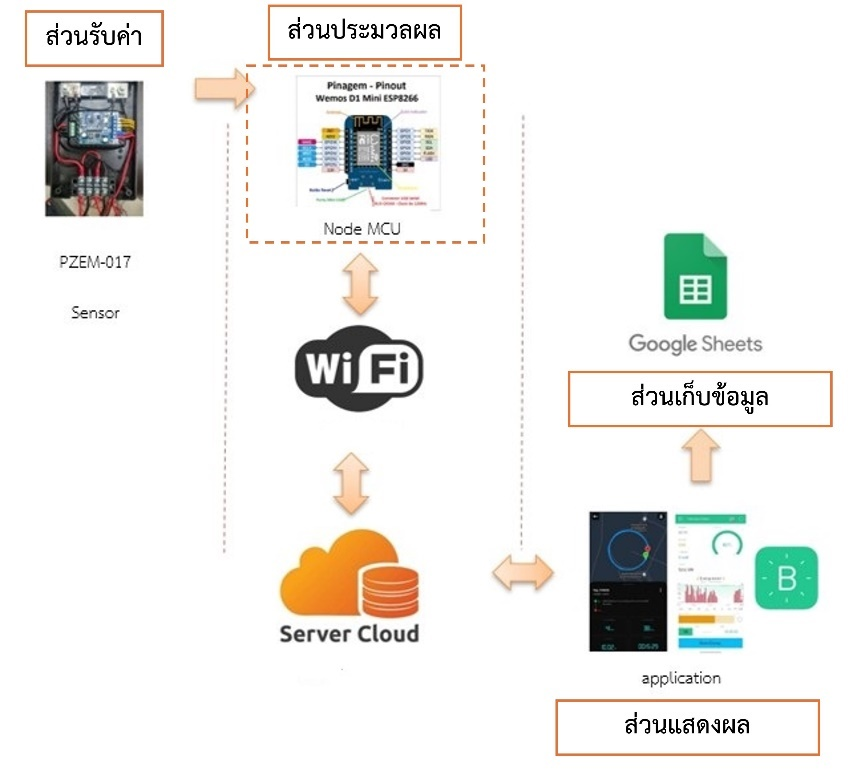 ส่วนรับค่า
ส่วนประมวลผล
Pinagem - Pinout
Wemos D1 Mini ESP8266
Node MCU
PZEM-017
Sensor
WiFi
Server Cloud
Google Sheets
ส่วนเก็บข้อมูล
B
application
ส่วนแสดงผล